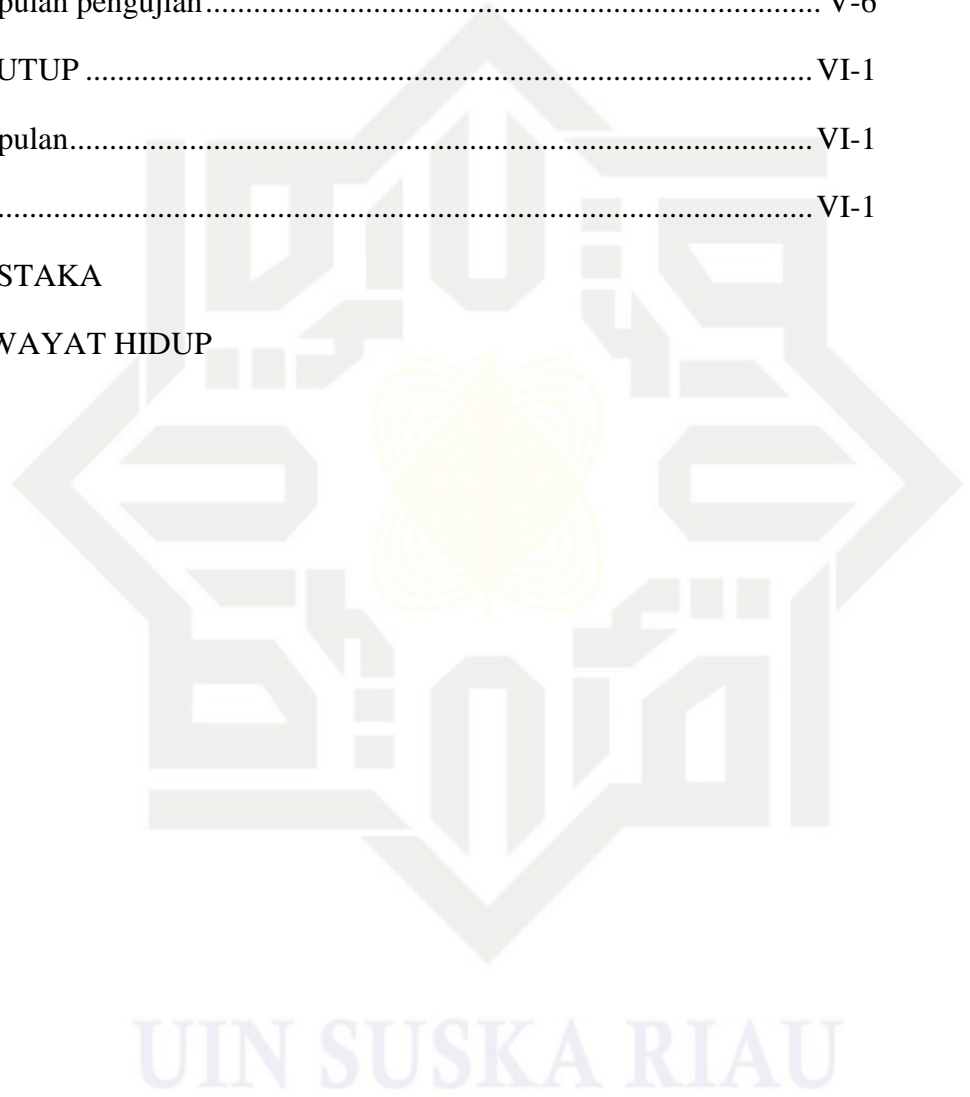 pulan pengujian.......................................................................... V-6
UTUP ....................................................................................... VI-1
pulan......................................................................................... VI-1
................................................................................................. VI-1
STAKA
WAYAT HIDUP
UIN SUSKA RIAU